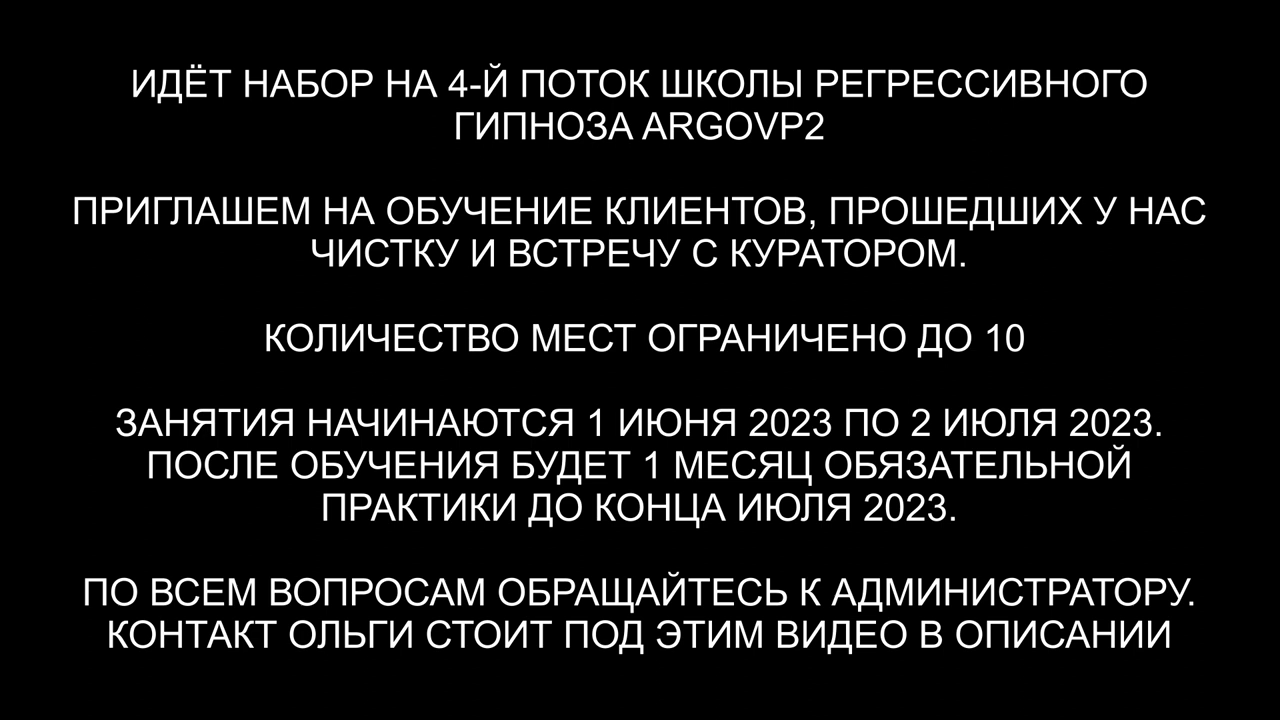 ИДЁТ НАБОР НА 4-Й ПОТОК ШКОЛЫ РЕГРЕССИВНОГО
ГИПНОЗА ARGOVP2
ПРИГЛАШЕМ НА ОБУЧЕНИЕ КЛИЕНТОВ, ПРОШЕДШИХ У НАС
ЧИСТКУ И ВСТРЕЧУ С КУРАТОРОМ.
КОЛИЧЕСТВО МЕСТ ОГРАНИЧЕНО ДО 10
ЗАНЯТИЯ НАЧИНАЮТСЯ 1 ИЮНЯ 2023 ПО 2 ИЮЛЯ 2023.
ПОСЛЕ ОБУЧЕНИЯ БУДЕТ 1 МЕСЯЦ ОБЯЗАТЕЛЬНОЙ
ПРАКТИКИ ДО КОНЦА ИЮЛЯ 2023.
ПО ВСЕМ ВОПРОСАМ ОБРАЩАЙТЕСЬ К АДМИНИСТРАТОРУ.
КОНТАКТ ОЛЬГИ СТОИТ ПОД ЭТИМ ВИДЕО В ОПИСАНИИ